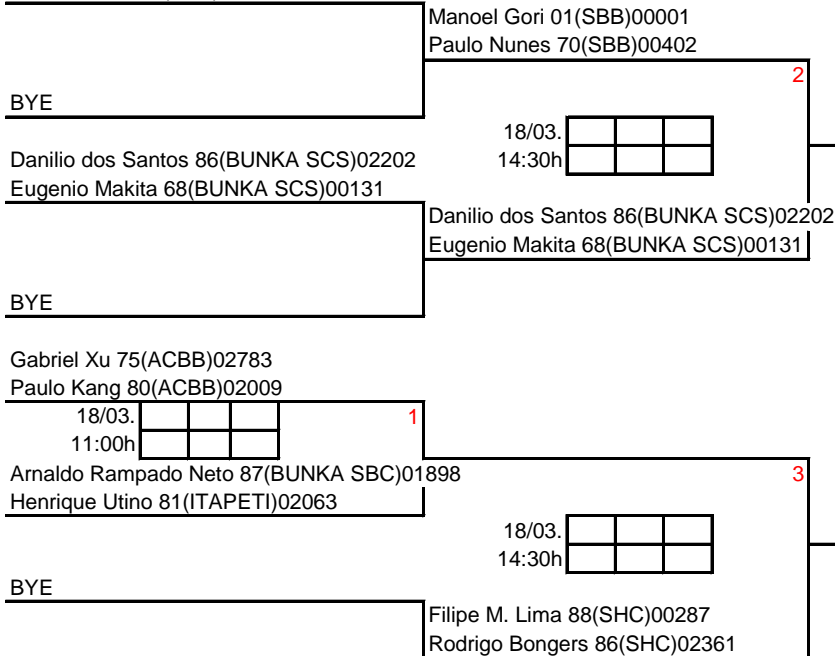 Manoel Gori 01(SBB)00001
Paulo Nunes 70(SBB)00402
2
BYE
18/03.
14:30h
Danilio dos Santos 86(BUNKA SCS)02202
Eugenio Makita 68(BUNKA SCS)00131
Danilio dos Santos 86(BUNKA SCS)02202
Eugenio Makita 68(BUNKA SCS)00131
BYE
Gabriel Xu 75(ACBB)02783
Paulo Kang 80(ACBB)02009
18/03.
11:00h
1
Arnaldo Rampado Neto 87(BUNKA SBC)01898
Henrique Utino 81(ITAPETI)02063
3
18/03.
14:30h
BYE
Filipe M. Lima 88(SHC)00287
Rodrigo Bongers 86(SHC)02361